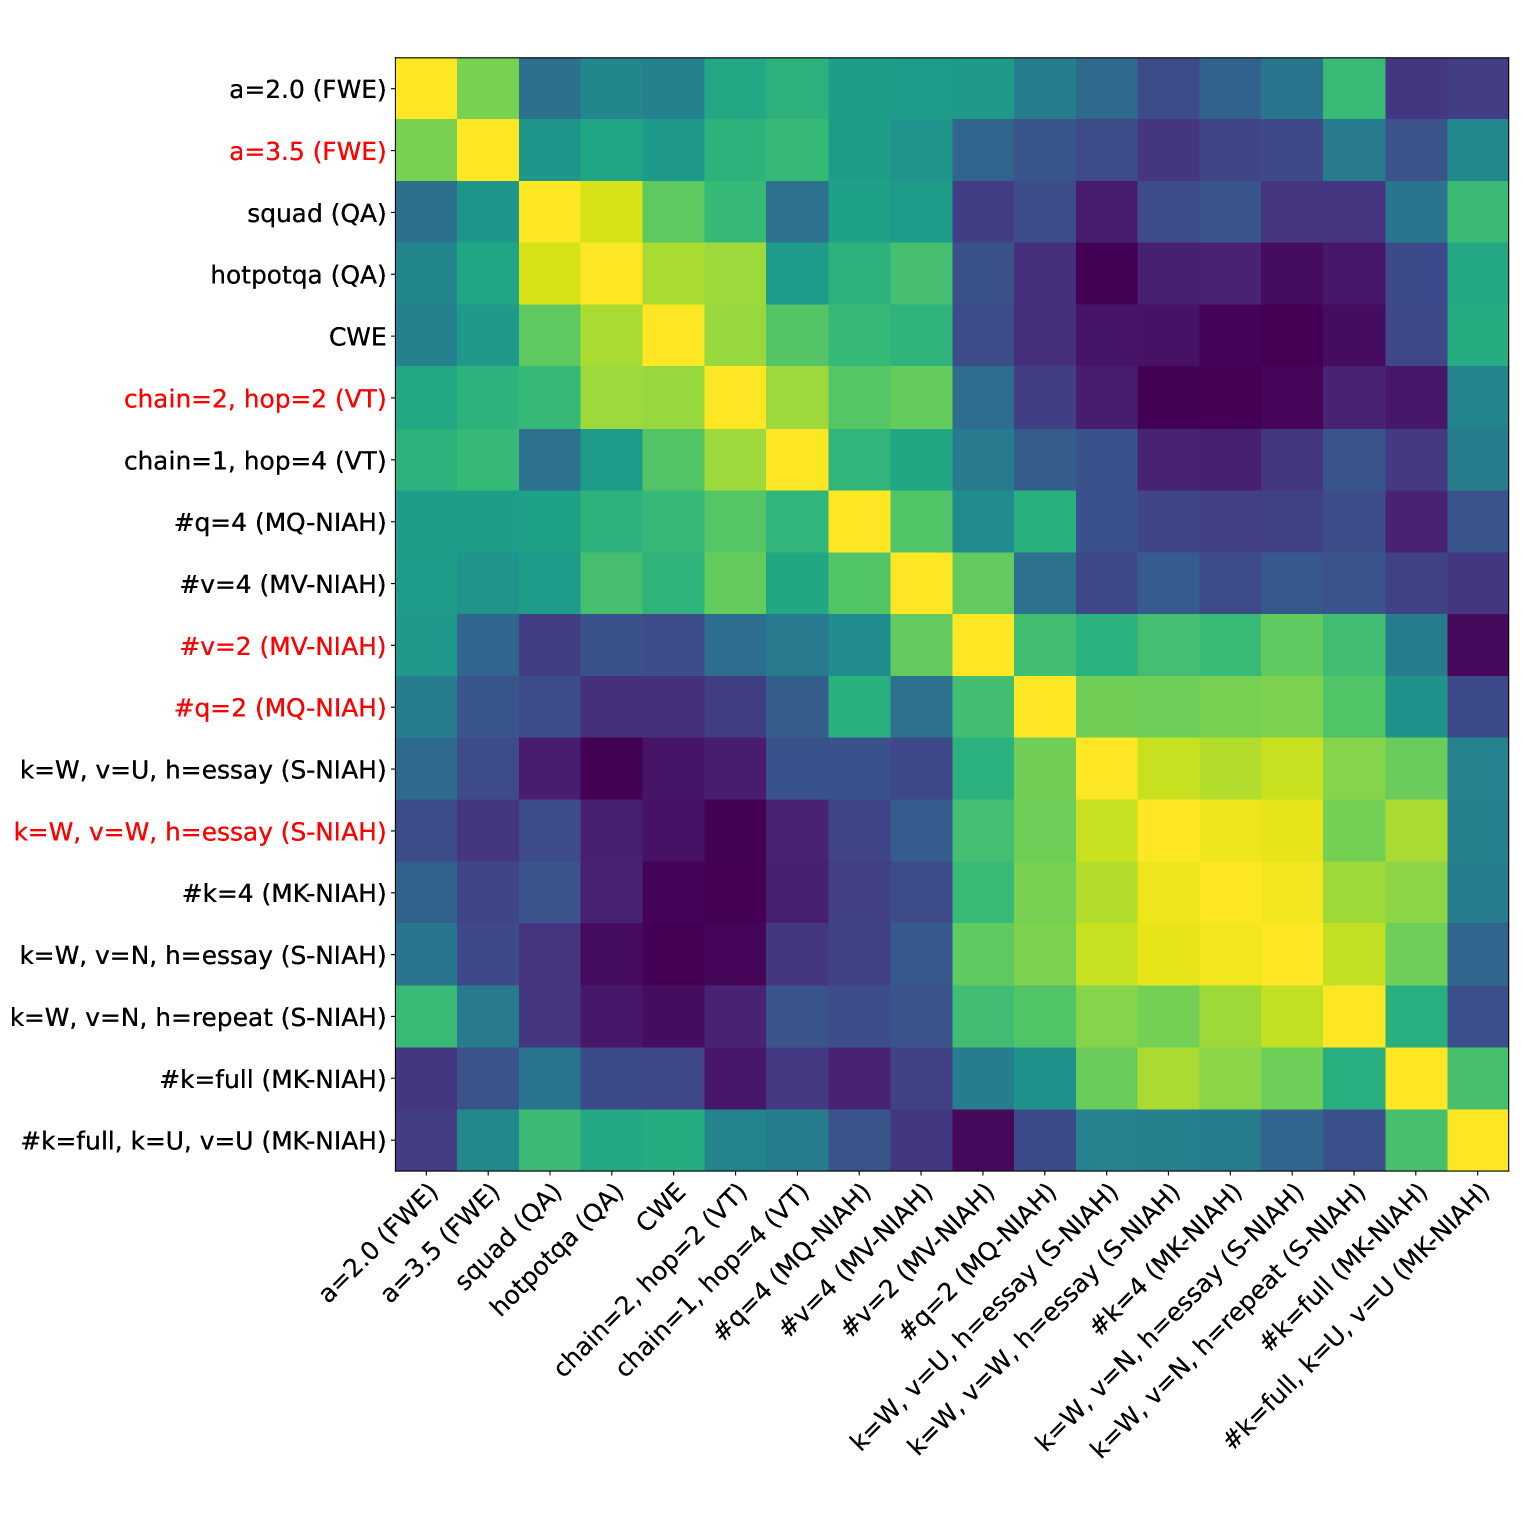 a=2.0 (FWE)
a=3.5 (FWE)
squad (QA)
hotpotqa (QA)
CWE
chain=2, hop=2 (VT)
chain=1, hop=4 (VT)
#q=4 (MQ-NIAH)
#v=4 (MV-NIAH)
#v=2 (MV-NIAH)
#q=2 (MQ-NIAH)
k=W, v=U, h=essay (S-NIAH)
k=W, v=W, h=essay (S-NIAH)
#k=4 (MK-NIAH)
k=W, v=N, h=essay (S-NIAH)
k=W, v=N, h=repeat (S-NIAH)
#k=full (MK-NIAH)
#k=full, k=U, v=U (MK-NIAH)
a=2.0 (FWE)
a=3.5 (FWE)
squad (QA)
hotpotqa (QA)
CWE
chain=2, hop=2 (VT)
chain=1, hop=4 (VT)
#q=4 (MQ-NIAH)
#v=4 (MV-NIAH)
#v=2 (MV-NIAH)
#q=2 (MQ-NIAH)
k=W, v=U, h=essay (S-NIAH)
k=W, v=W, h=essay (S-NIAH)
#k=4 (MK-NIAH)
k=W, v=N, h=essay (S-NIAH)
k=W, v=N, h=repeat (S-NIAH)
#k=full (MK-NIAH)
#k=full, k=U, v=U (MK-NIAH)